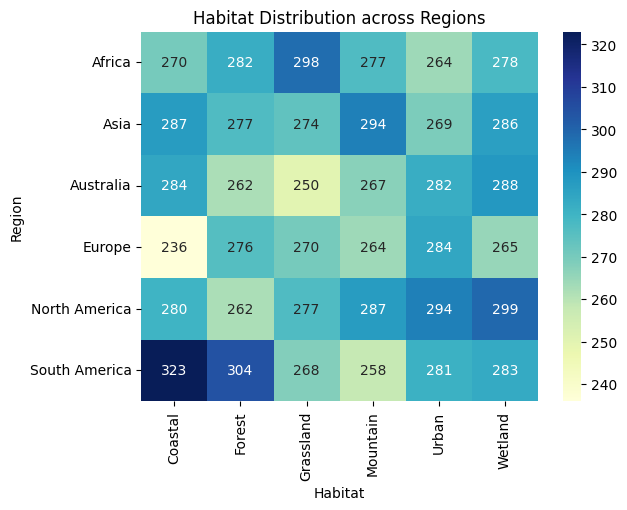 Habitat Distribution across Regions
Region
Africa 270 282 298 277 264 278
Asia 287 277 274 294 269 286
Australia 284 262 250 267 282 288
Europe 236 276 270 264 284 265
North America 280 262 277 287 294 299
South America 323 304 268 258 281 283
Coastal Forest Grassland Mountain Urban Wetland
Habitat
320
310
300
290
280
270
260
250
240